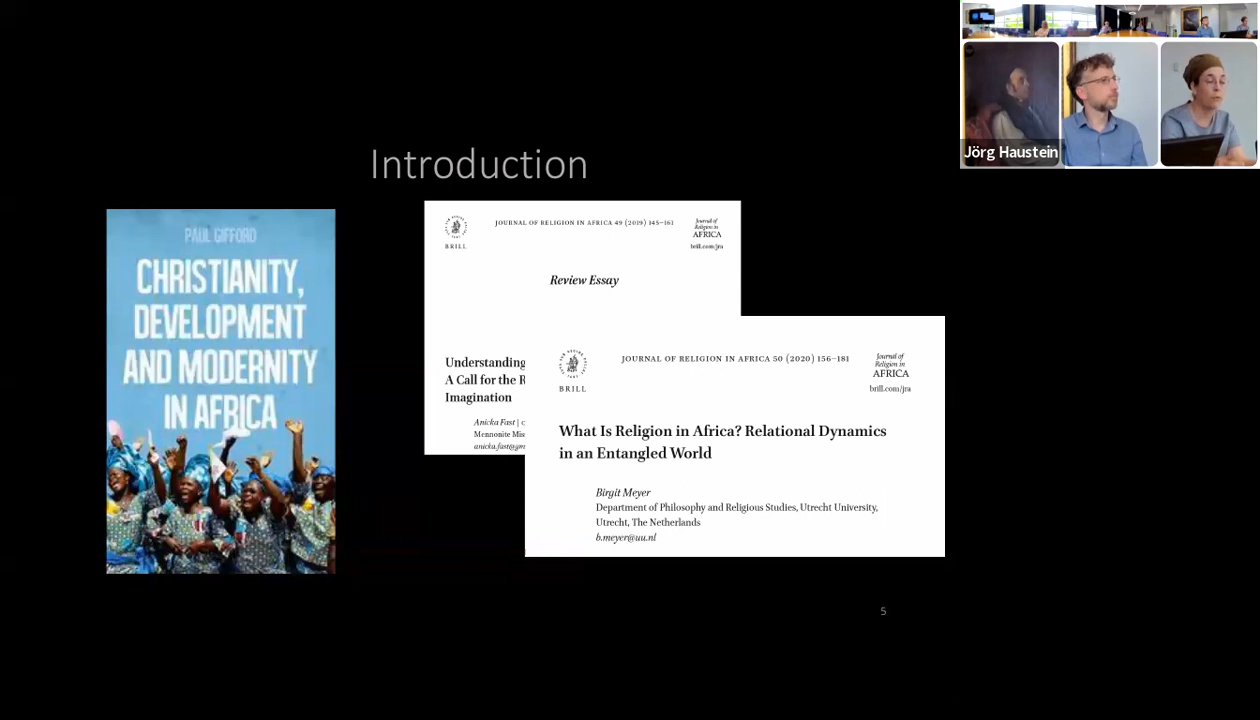 Introduction
PAUL GIFFORD
CHRISTIANITY,
DEVELOPMENT
AND MODERNITY
IN AFRICA
BRILL
JOURNAL OF RELIGION IN AFRICA 49 (2019) 145–161
Journal of
Religion in
AFRICA
brill.com/jra
Review Essay
Understanding
A Call for the R
Imagination
Anicka Fast | c
Mennonite Mis
anicka.fast@gm
BRILL
JOURNAL OF RELIGION IN AFRICA 50 (2020) 156–181
Journal of
Religion in
AFRICA
brill.com/jra
What Is Religion in Africa? Relational Dynamics
in an Entangled World
Birgit Meyer
Department of Philosophy and Religious Studies, Utrecht University,
Utrecht, The Netherlands
b.meyer@uu.nl
5
Jörg Haustein